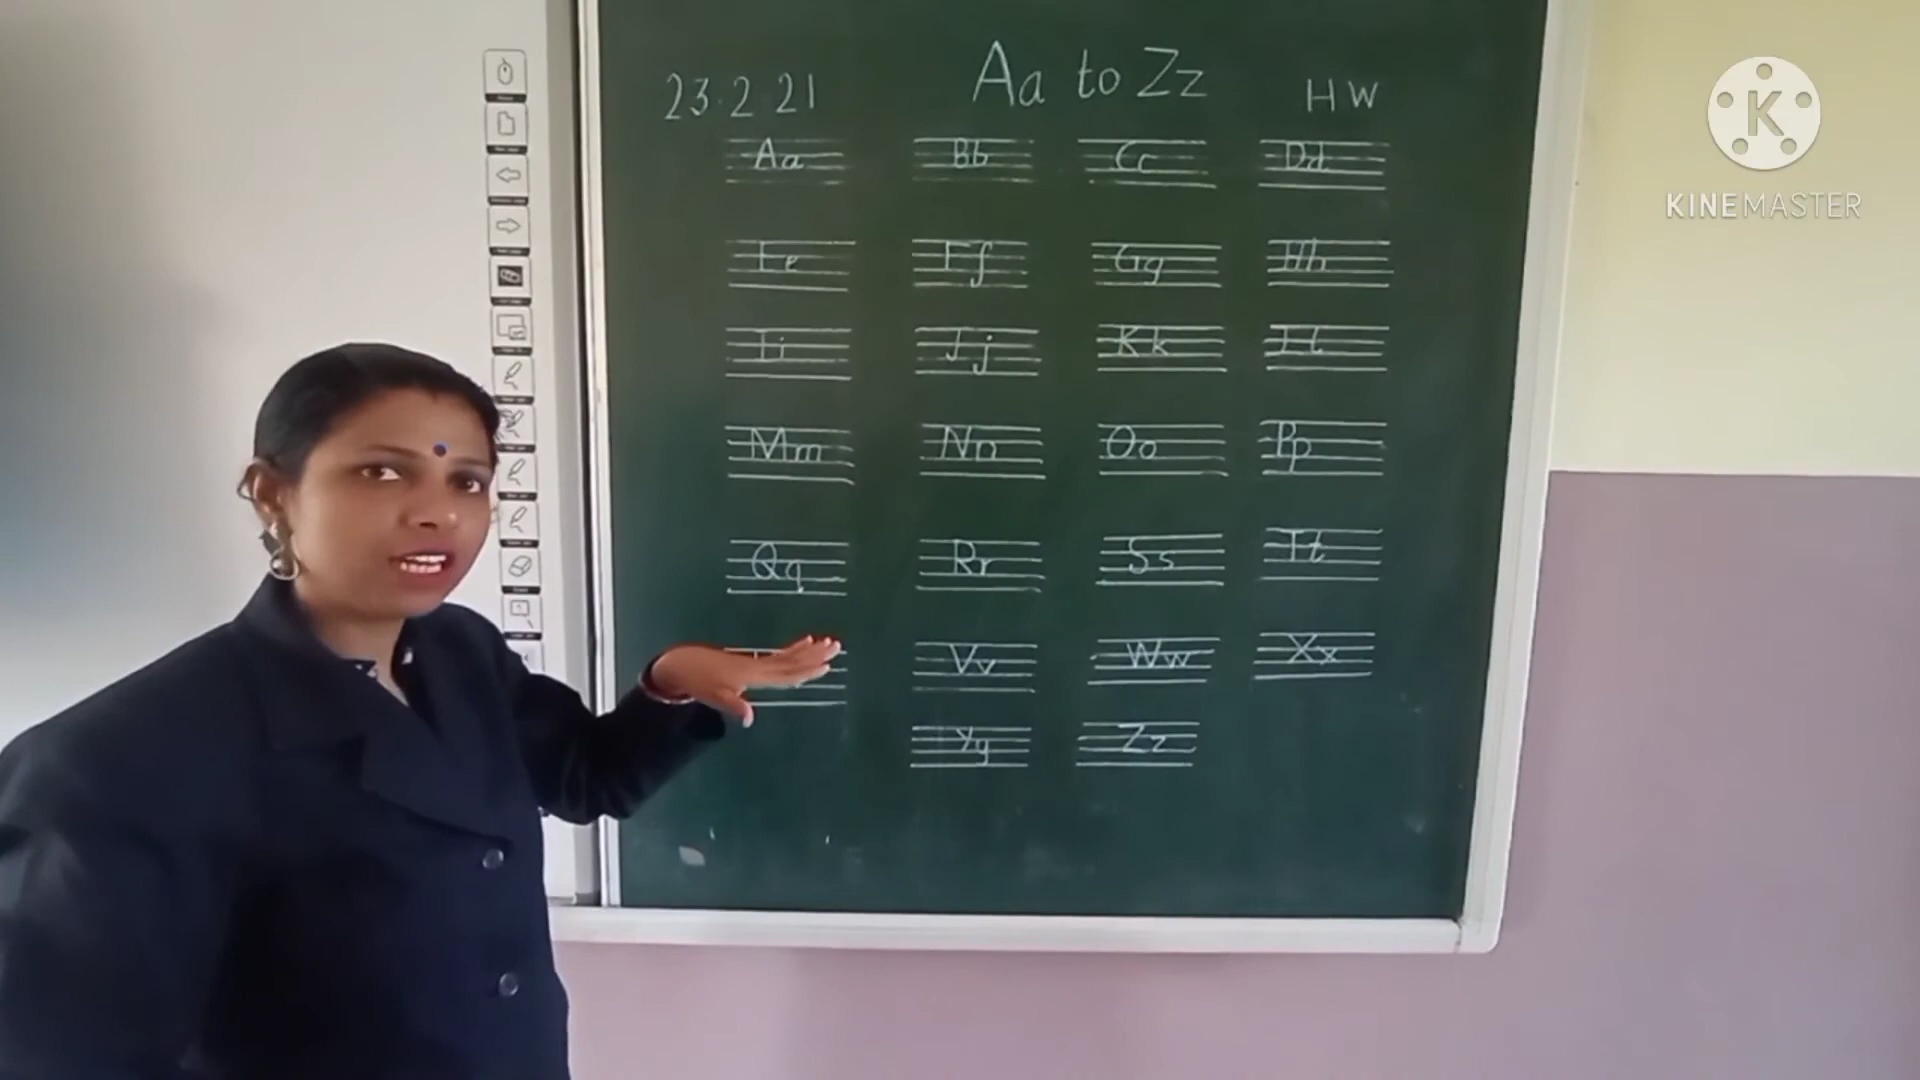 23.2 21 Aa to Zz HW
Aa Bb Cc Dd
Ee Ff Gg Hh
Ii Jj Kk Ll
Mm Nn Oo Pp
Qq Rr Ss Tt
Vv Ww Xx
Yy Zz
KINEMASTER